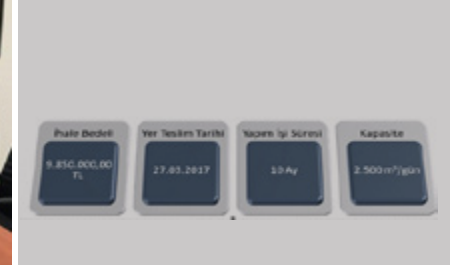 İhale Bedeli
9.850.000,00
TL
Yer Teslim Tarihi
27.03.2017
Yapım İşi Süresi
10 Ay
Kapasite
2.500 m³/gün